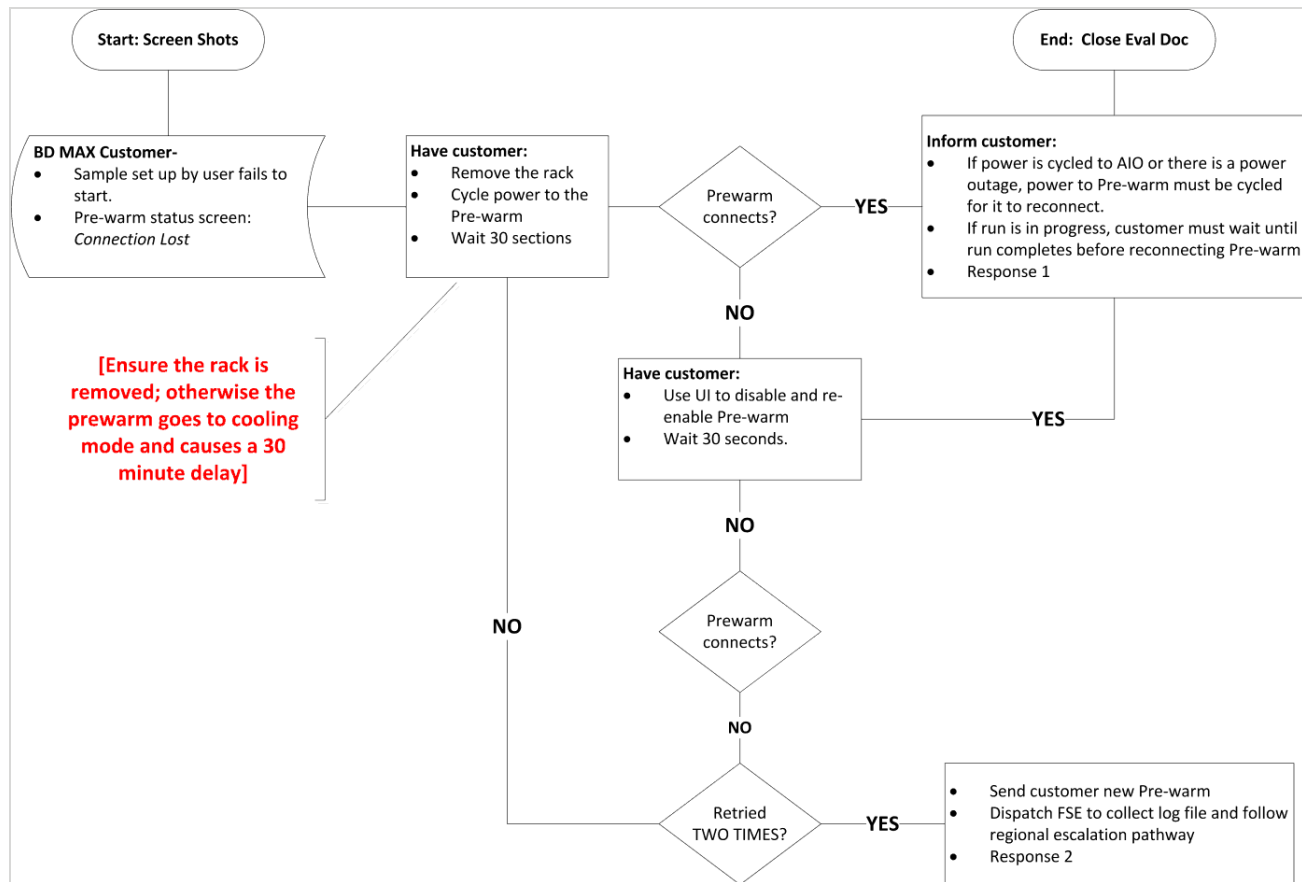 Start: Screen Shots
End: Close Eval Doc
BD MAX Customer-
• Sample set up by user fails to
start.
• Pre-warm status screen:
Connection Lost
Have customer:
• Remove the rack
• Cycle power to the
Pre-warm
• Wait 30 sections
Prewarm
connects?
YES
Inform customer:
• If power is cycled to AIO or there is a power
outage, power to Pre-warm must be cycled
for it to reconnect.
• If run is in progress, customer must wait until
run completes before reconnecting Pre-warm
• Response 1
NO
[Ensure the rack is
removed; otherwise the
prewarm goes to cooling
mode and causes a 30
minute delay]
Have customer:
• Use UI to disable and re-
enable Pre-warm
• Wait 30 seconds.
YES
NO
NO
Prewarm
connects?
NO
Retried
TWO TIMES?
YES
• Send customer new Pre-warm
• Dispatch FSE to collect log file and follow
regional escalation pathway
• Response 2